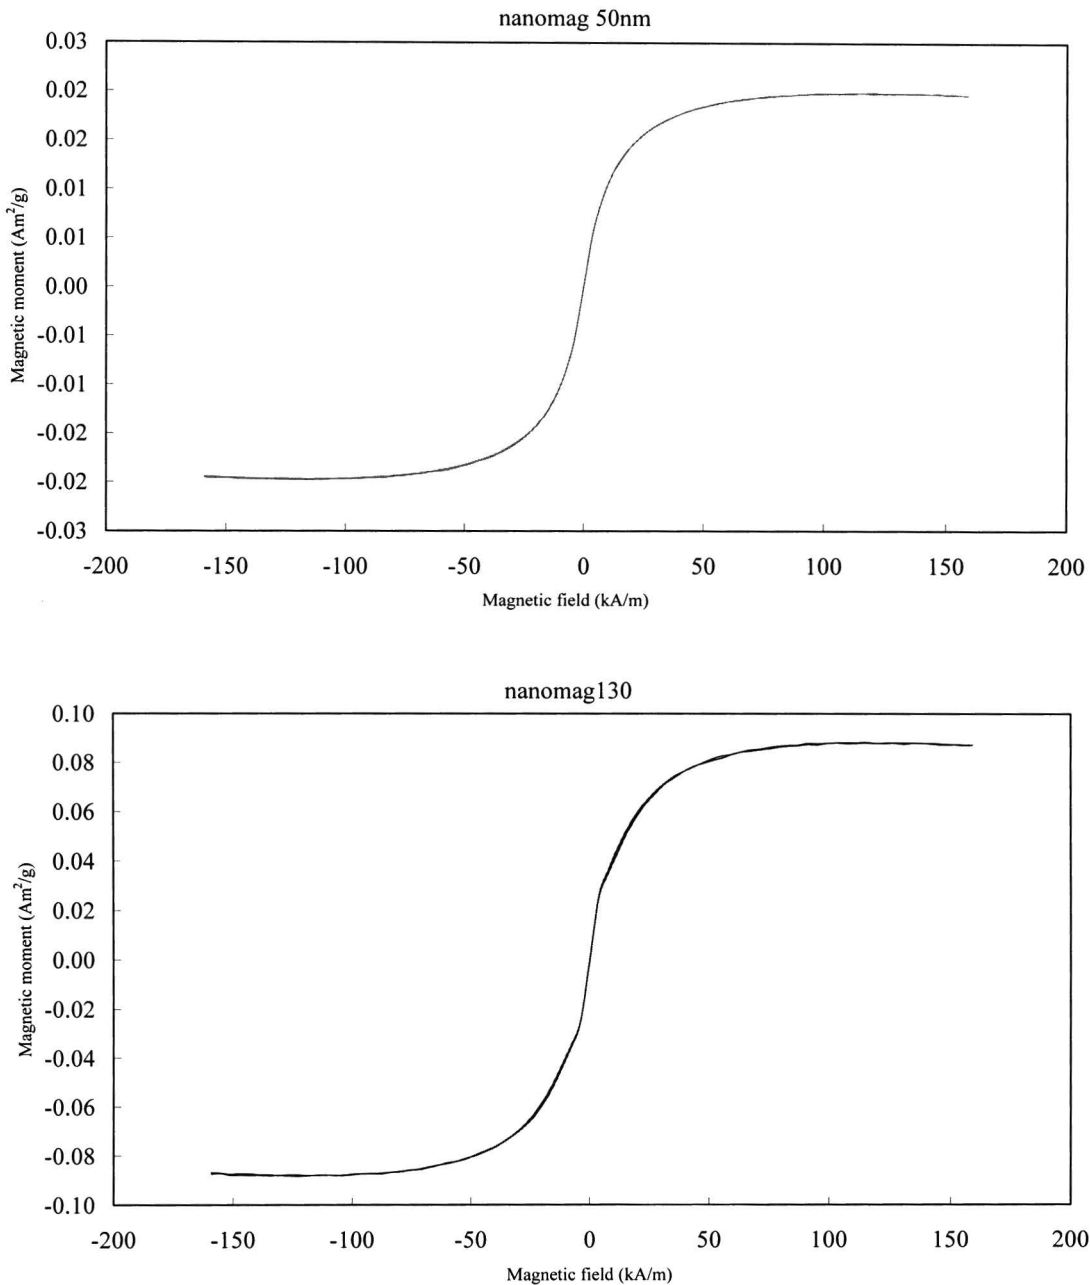 nanomag 50nm
0.03
0.02
0.02
0.01
0.01
0.00
-0.01
-0.01
-0.02
-0.02
-0.03
Magnetic moment (Am²/g)
-200 -150 -100 -50 0 50 100 150 200
Magnetic field (kA/m)
nanomag130
0.10
0.08
0.06
0.04
0.02
0.00
-0.02
-0.04
-0.06
-0.08
-0.10
Magnetic moment (Am²/g)
-200 -150 -100 -50 0 50 100 150 200
Magnetic field (kA/m)